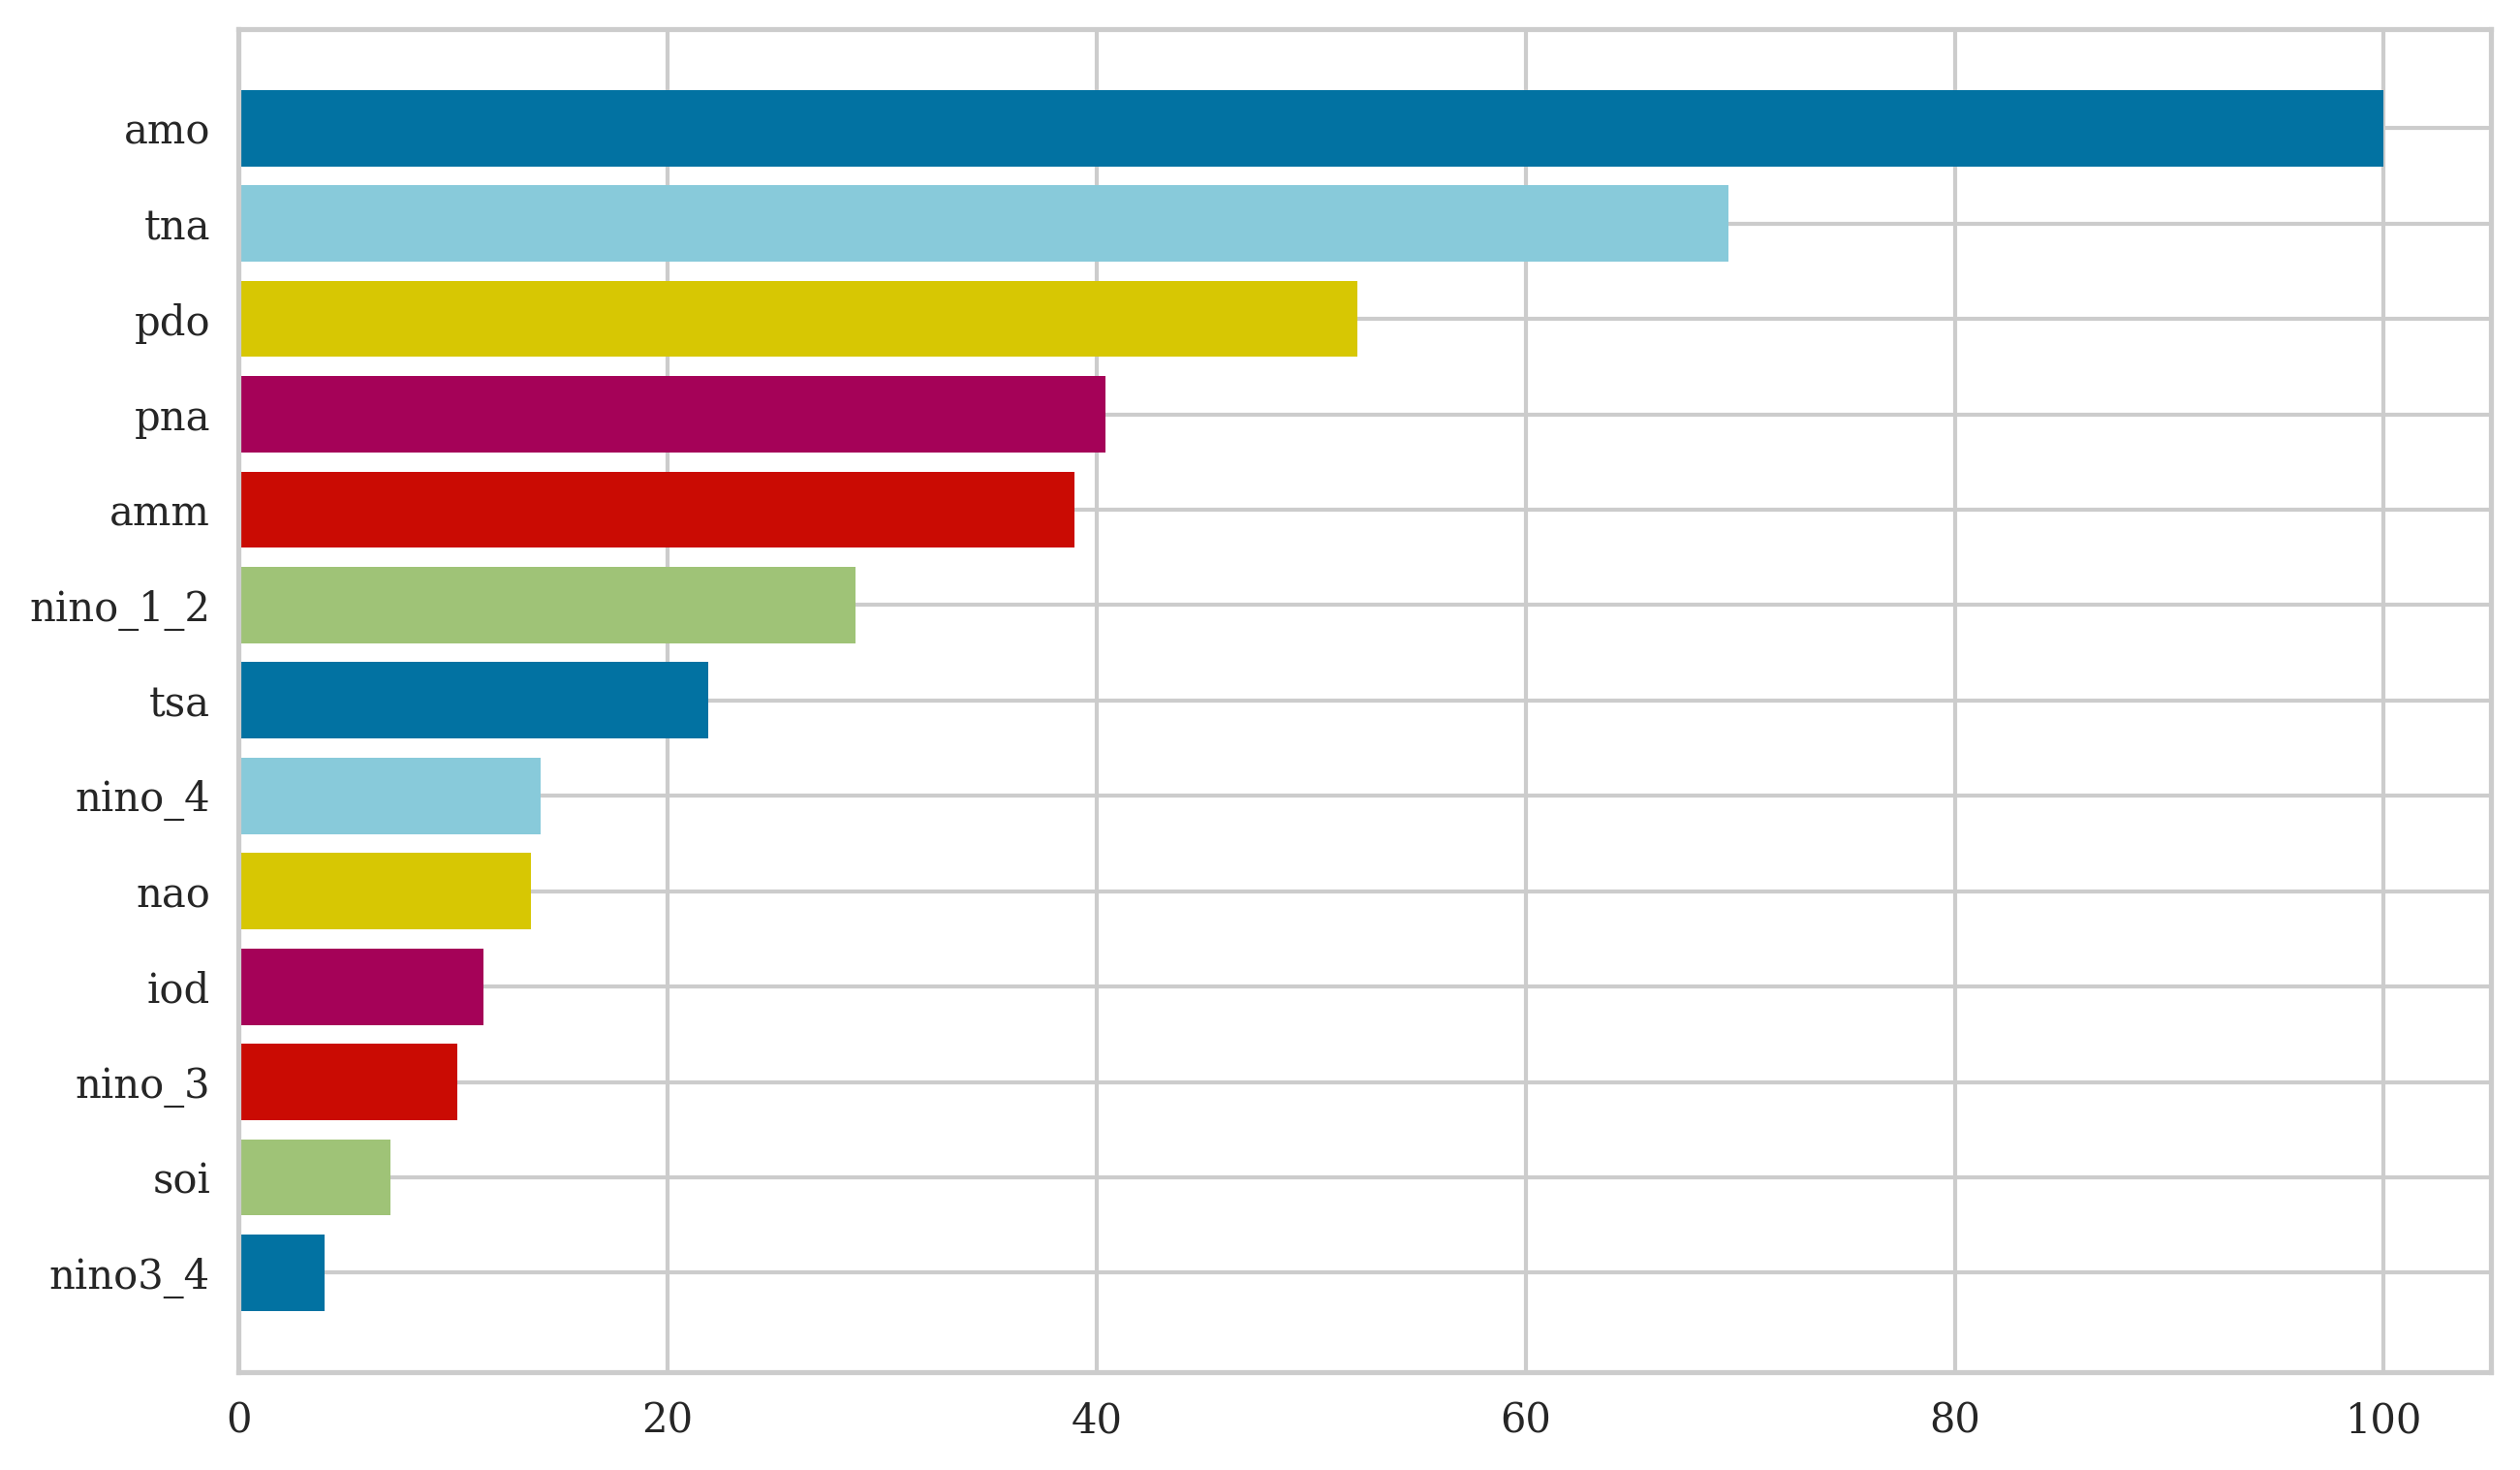 amo
tna
pdo
pna
amm
nino_1_2
tsa
nino_4
nao
iod
nino_3
soi
nino3_4
0 20 40 60 80 100